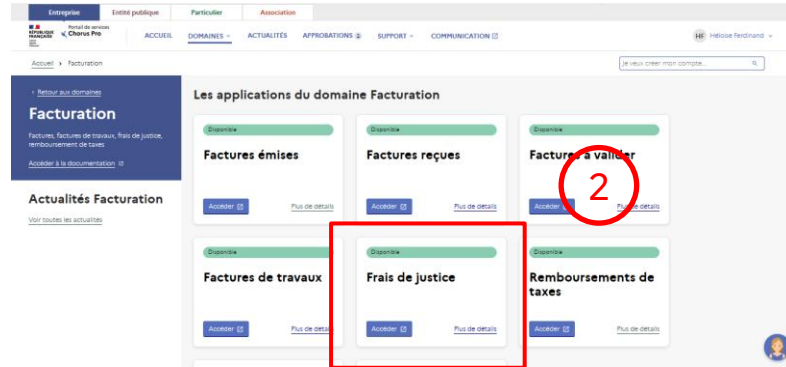 Entreprise Entité publique Particulier Association
RÉPUBLIQUE FRANÇAISE
Portail de services
Chorus Pro
ACCUEIL DOMAINES ACTUALITÉS APPROBATIONS SUPPORT COMMUNICATION
HF Héloïse Ferdinand
Accueil > Facturation
Je veux créer mon compte...
< Retour aux domaines
Facturation
Factures, factures de travaux, frais de justice,
remboursement de taxes
Accéder à la documentation
Actualités Facturation
Voir toutes les actualités
Les applications du domaine Facturation
Disponible
Factures émises
Accéder Plus de détails
Disponible
Factures reçues
Accéder Plus de détails
Disponible
Factures à valider
2
Accéder Plus de détails
Disponible
Factures de travaux
Accéder Plus de détails
Disponible
Frais de justice
Accéder Plus de détails
Disponible
Remboursements de
taxes
Accéder Plus de détails